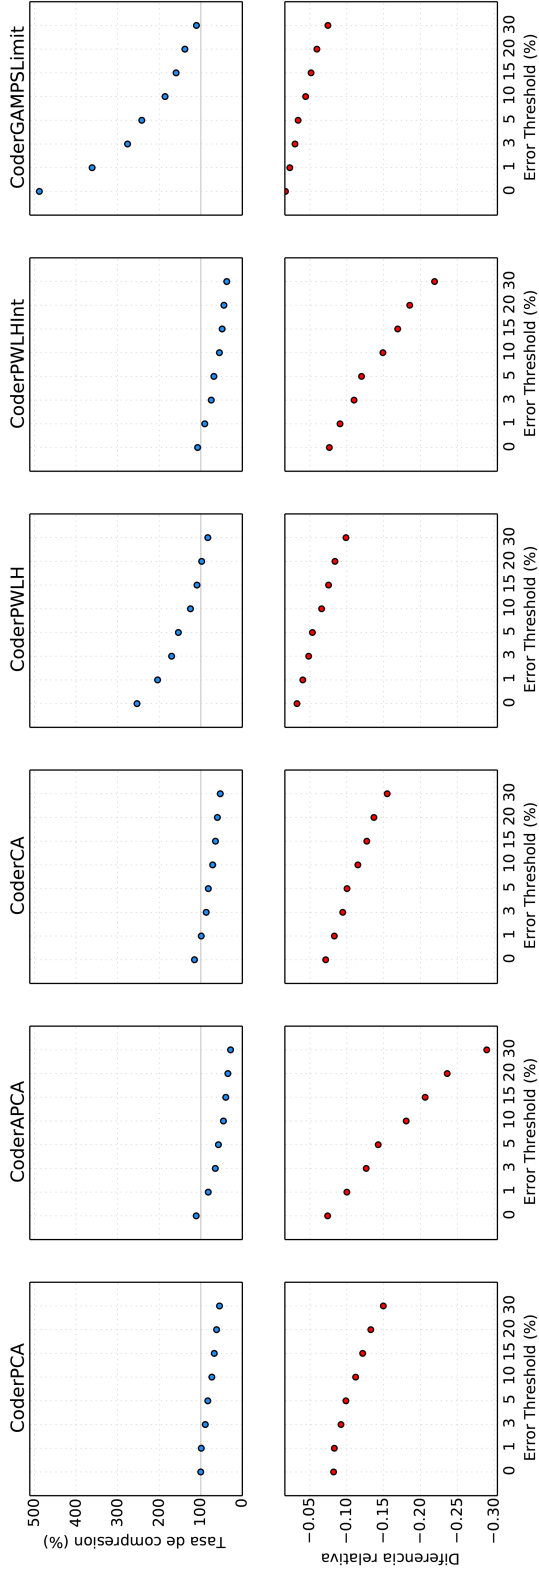 CoderPCA
CoderAPCA
CoderCA
CoderPWLH
CoderPWLHInt
CoderGAMPSLimit
Tasa de compresion (%)
500
400
300
200
100
0
Diferencia relativa
−0.05
−0.10
−0.15
−0.20
−0.25
−0.30
0 1 3 5 10 15 20 30
Error Threshold (%)
0 1 3 5 10 15 20 30
Error Threshold (%)
0 1 3 5 10 15 20 30
Error Threshold (%)
0 1 3 5 10 15 20 30
Error Threshold (%)
0 1 3 5 10 15 20 30
Error Threshold (%)
0 1 3 5 10 15 20 30
Error Threshold (%)